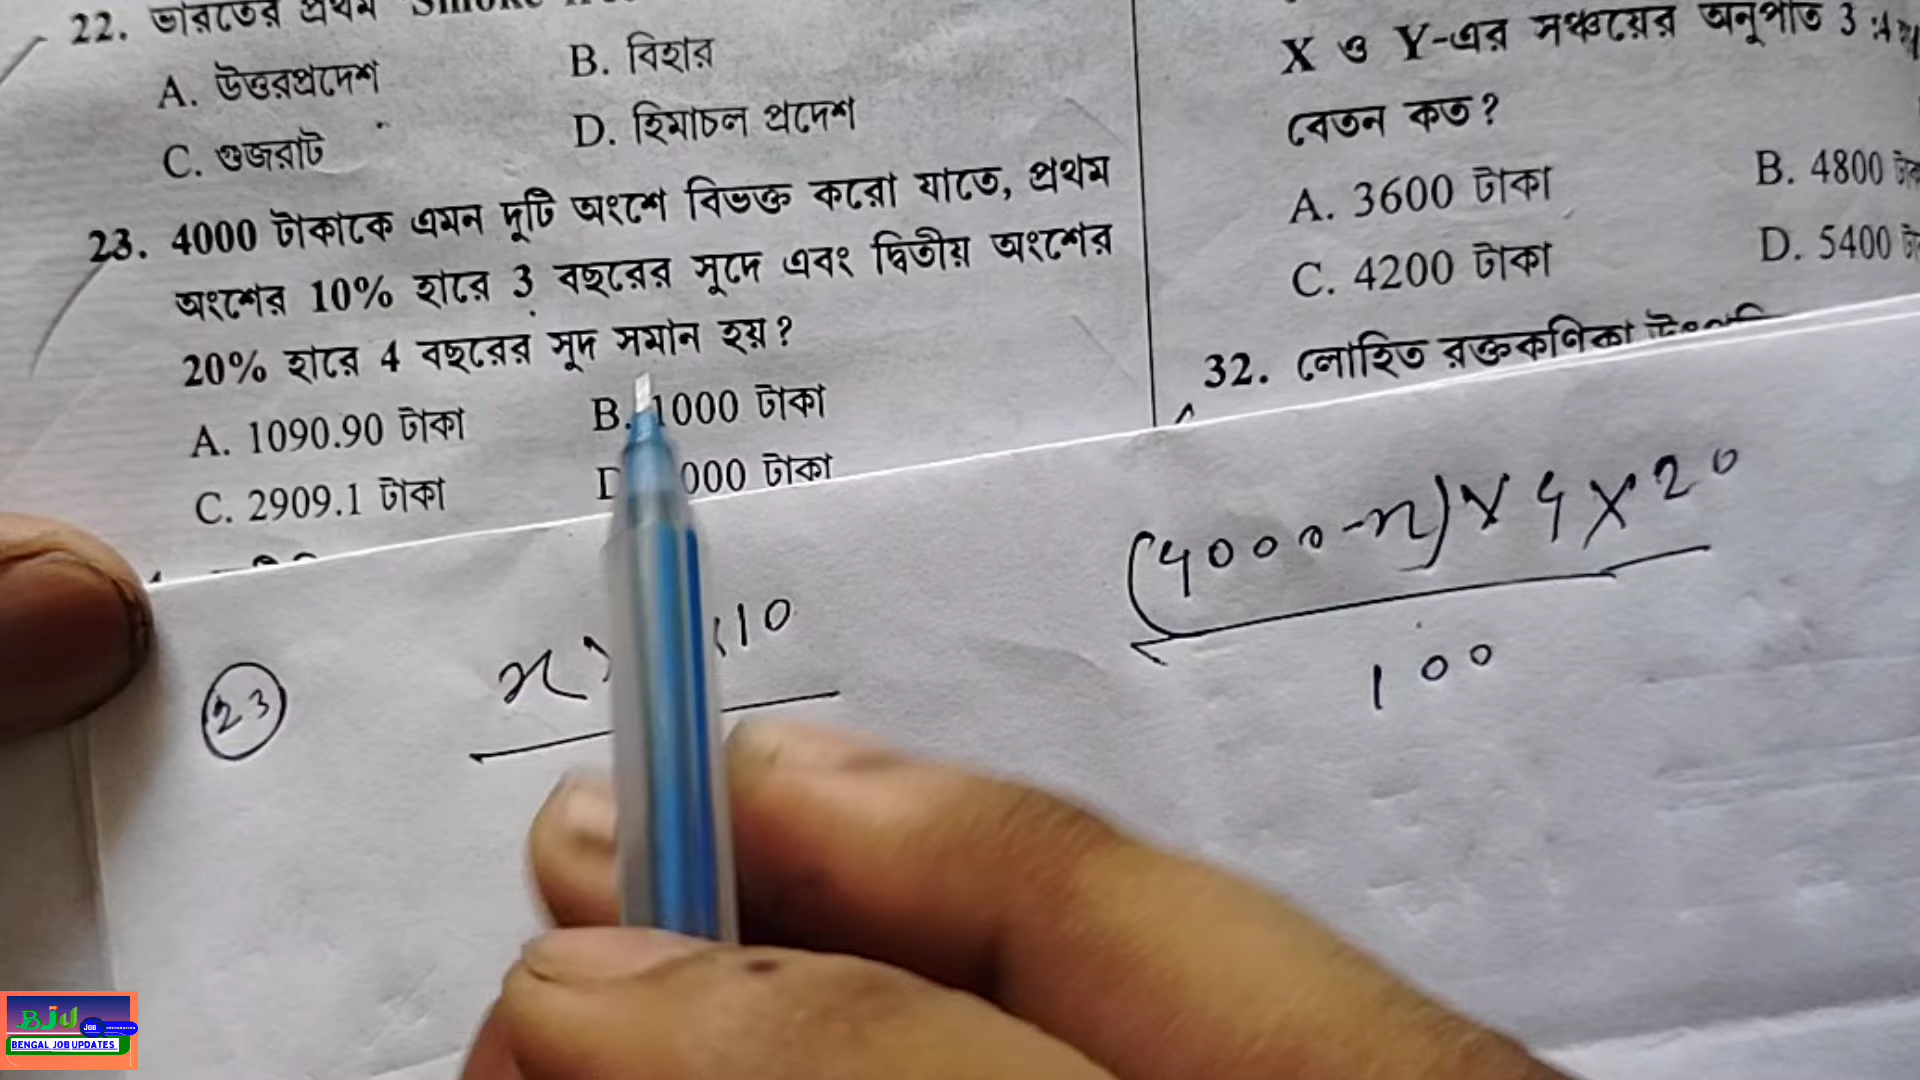 22. ভারতের প্রথম
A. উত্তরপ্রদেশ
B. বিহার
C. গুজরাট
D. হিমাচল প্রদেশ
23. 4000 টাকাকে এমন দুটি অংশে বিভক্ত করো যাতে, প্রথম
অংশের 10% হারে 3 বছরের সুদে এবং দ্বিতীয় অংশের
20% হারে 4 বছরের সুদ সমান হয়?
A. 1090.90 টাকা
B. 1000 টাকা
C. 2909.1 টাকা
000 টাকা
X ও Y-এর সঞ্চয়ের অনুপাত 3 :
বেতন কত?
A. 3600 টাকা
B. 4800
C. 4200 টাকা
D. 5400
32. লোহিত রক্তকণিকা
(4000-x)×4×20
100
23
x
10
BJU
JOB
BENGAL JOB UPDATES